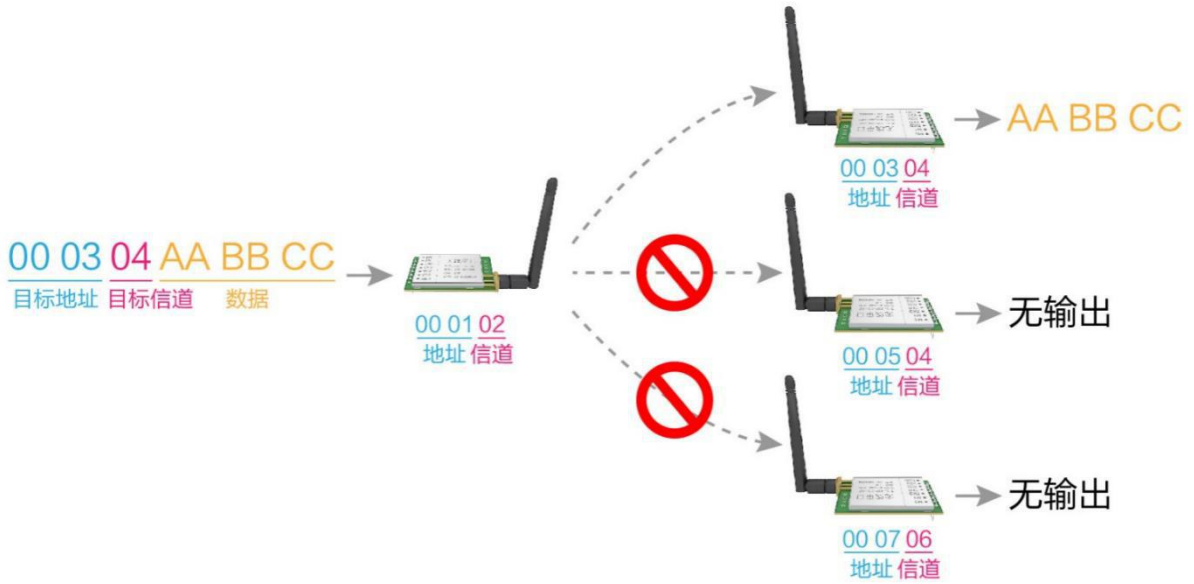 00 03 04 AA BB CC
目标地址 目标信道 数据
00 01 02
地址 信道
AA BB CC
00 03 04
地址 信道
无输出
00 05 04
地址 信道
无输出
00 07 06
地址 信道